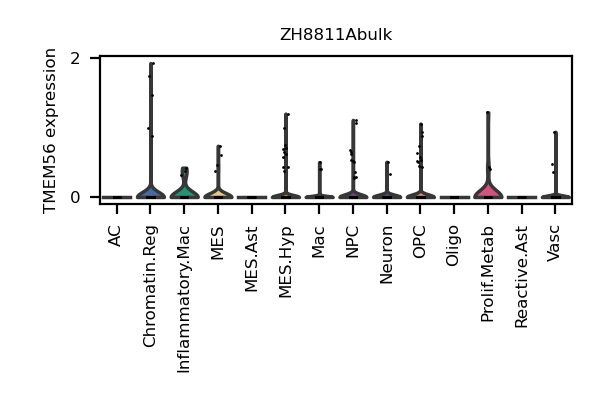 ZH8811Abulk
TMEM56 expression
2
0
AC
Chromatin.Reg
Inflammatory.Mac
MES
MES.Ast
MES.Hyp
Mac
NPC
Neuron
OPC
Oligo
Prolif.Metab
Reactive.Ast
Vasc